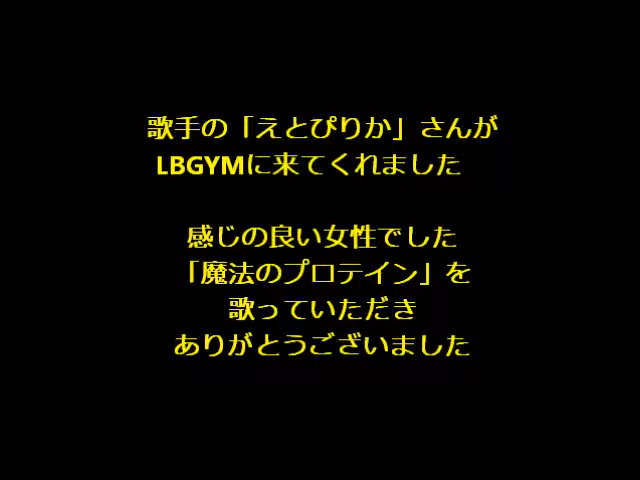 歌手の「えとぴりか」さんが
LBGYMに来てくれました
感じの良い女性でした
「魔法のプロテイン」を
歌っていただき
ありがとうございました